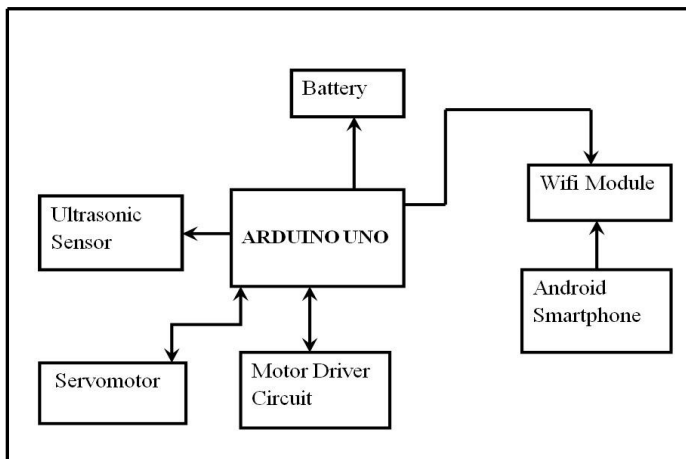 Battery
Wifi Module
Ultrasonic
Sensor
ARDUINO UNO
Android
Smartphone
Servomotor
Motor Driver
Circuit